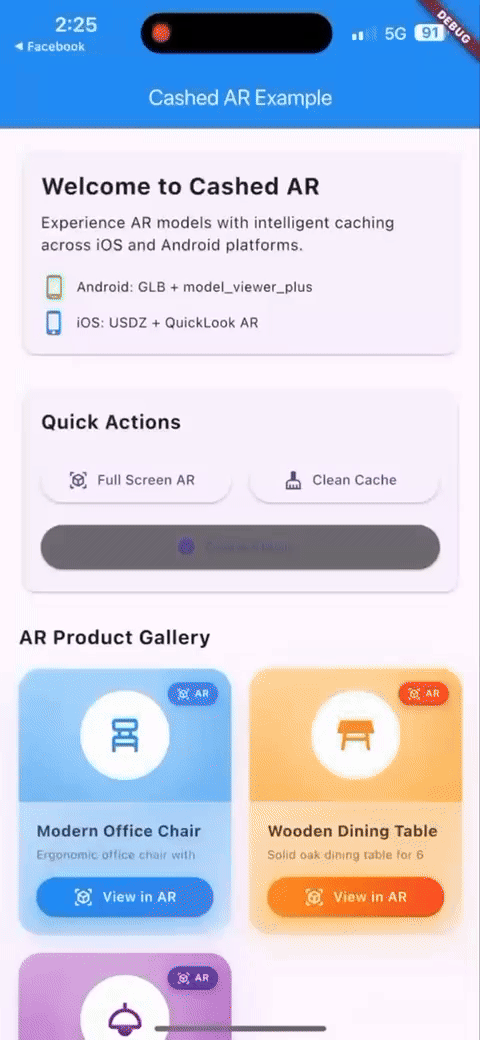 2:25
5G
91
DEBUG
◀ Facebook
Cashed AR Example
Welcome to Cashed AR
Experience AR models with intelligent caching
across iOS and Android platforms.
Android: GLB + model_viewer_plus
iOS: USDZ + QuickLook AR
Quick Actions
Full Screen AR
Clean Cache
AR Product Gallery
AR
AR
Modern Office Chair
Wooden Dining Table
Ergonomic office chair with
Solid oak dining table for 6
View in AR
View in AR
AR